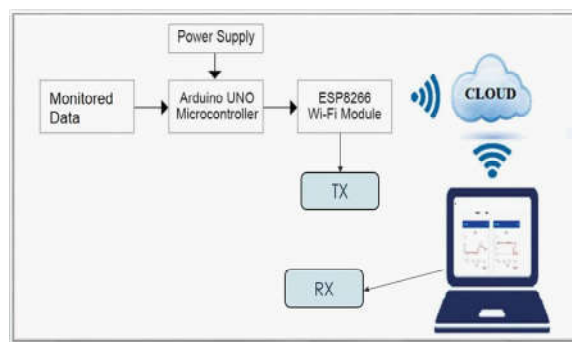 Power Supply
Monitored
Data
Arduino UNO
Microcontroller
ESP8266
Wi-Fi Module
CLOUD
TX
RX